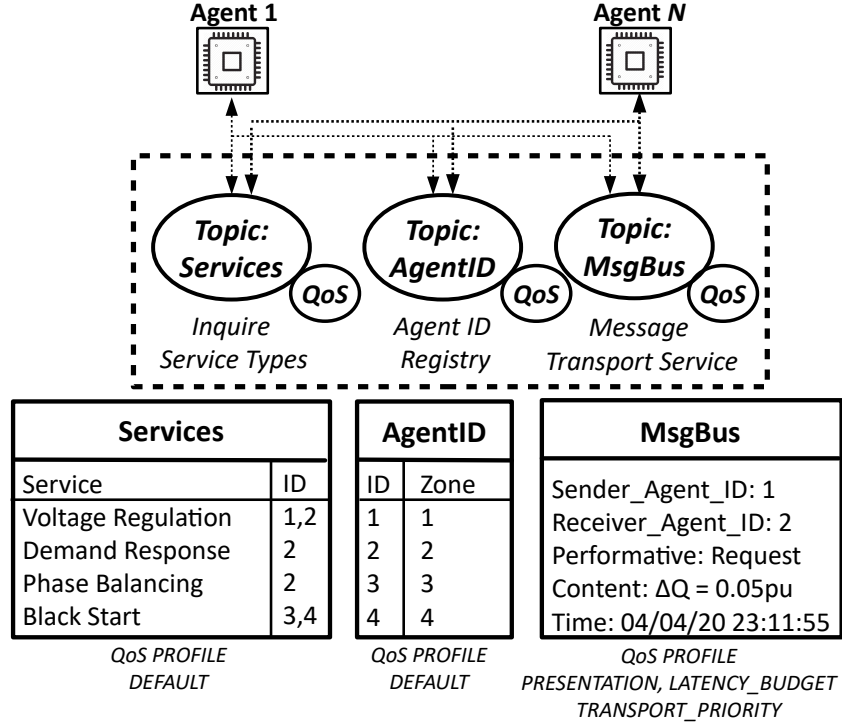 Agent 1
Agent N
Topic:
Services
QoS
Topic:
AgentID
QoS
Topic:
MsgBus
QoS
Inquire
Service Types
Agent ID
Registry
Message
Transport Service
Services
Service ID
Voltage Regulation 1,2
Demand Response 2
Phase Balancing 2
Black Start 3,4
QoS PROFILE
DEFAULT
AgentID
ID Zone
1 1
2 2
3 3
4 4
QoS PROFILE
DEFAULT
MsgBus
Sender_Agent_ID: 1
Receiver_Agent_ID: 2
Performative: Request
Content: ΔQ = 0.05pu
Time: 04/04/20 23:11:55
QoS PROFILE
PRESENTATION, LATENCY_BUDGET
TRANSPORT_PRIORITY